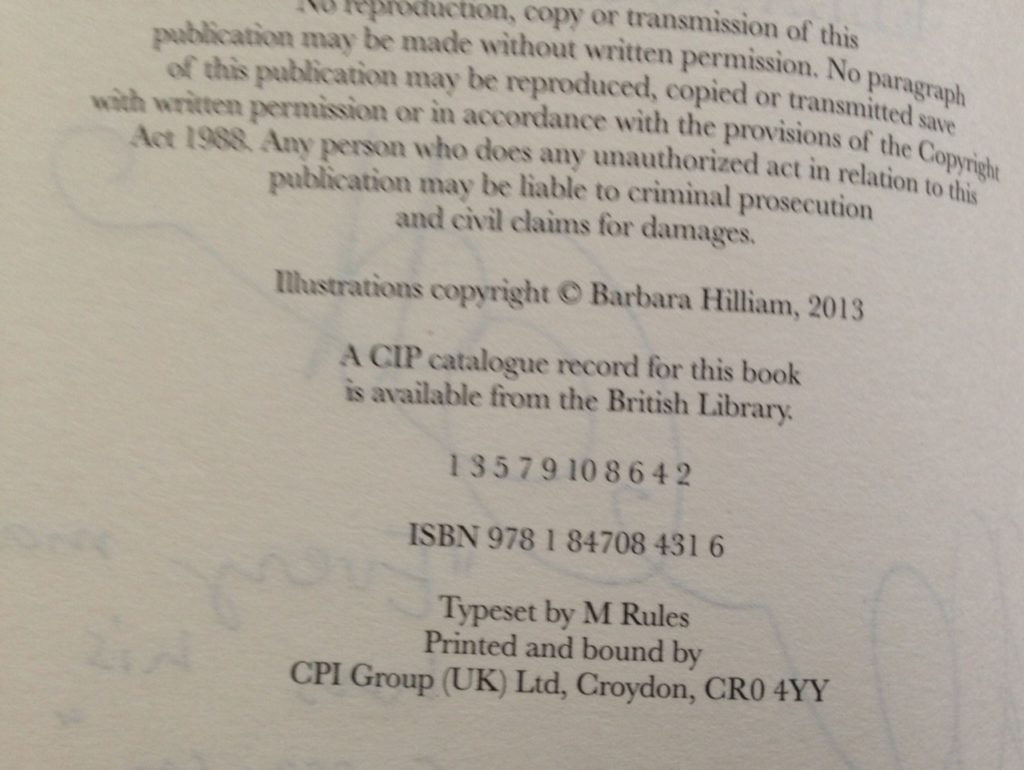 No reproduction, copy or transmission of this
publication may be made without written permission. No paragraph
of this publication may be reproduced, copied or transmitted save
with written permission or in accordance with the provisions of the Copyright
Act 1988. Any person who does any unauthorized act in relation to this
publication may be liable to criminal prosecution
and civil claims for damages.
Illustrations copyright © Barbara Hilliam, 2013
A CIP catalogue record for this book
is available from the British Library.
1 3 5 7 9 10 8 6 4 2
ISBN 978 1 84708 431 6
Typeset by M Rules
Printed and bound by
CPI Group (UK) Ltd, Croydon, CR0 4YY